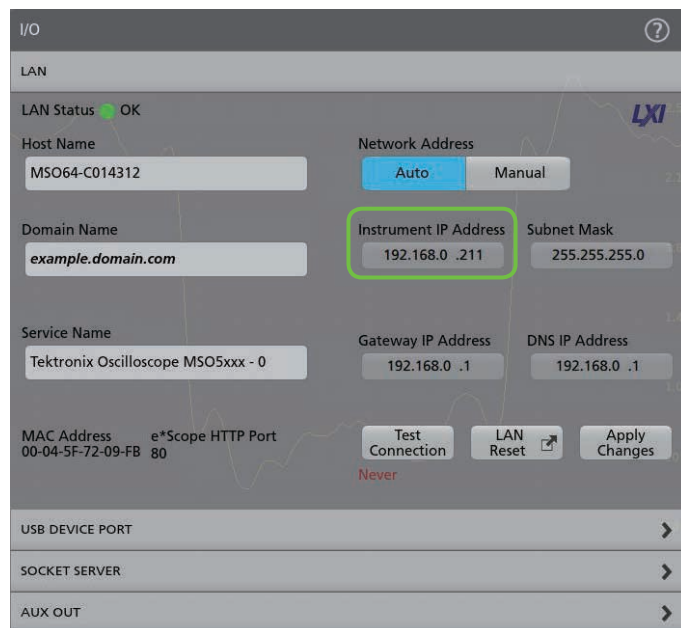 I/O
?
LAN
LAN Status OK
LXI
Host Name
MSO64-C014312
Network Address
Auto Manual
Domain Name
example.domain.com
Instrument IP Address
192.168.0 .211
Subnet Mask
255.255.255.0
Service Name
Tektronix Oscilloscope MSO5xxx - 0
Gateway IP Address
192.168.0 .1
DNS IP Address
192.168.0 .1
MAC Address
00-04-5F-72-09-FB
e*Scope HTTP Port
80
Test
Connection
LAN
Reset
Apply
Changes
Never
USB DEVICE PORT
SOCKET SERVER
AUX OUT